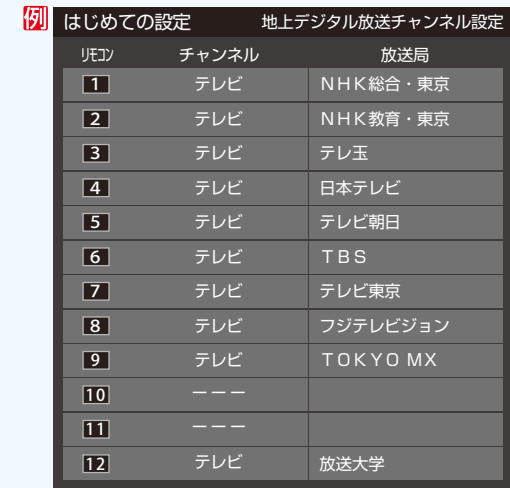 例
はじめての設定 地上デジタル放送チャンネル設定
リモコン チャンネル 放送局
1 テレビ NHK総合・東京
2 テレビ NHK教育・東京
3 テレビ テレ玉
4 テレビ 日本テレビ
5 テレビ テレビ朝日
6 テレビ TBS
7 テレビ テレビ東京
8 テレビ フジテレビジョン
9 テレビ TOKYO MX
10 ーーー
11 ーーー
12 テレビ 放送大学